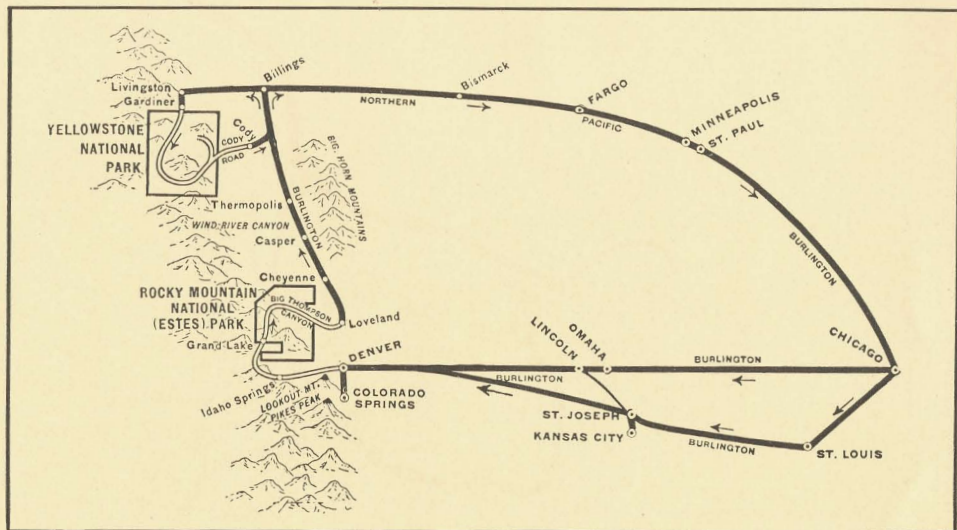 Billings
Livingston
Gardiner
Bismarck
NORTHERN
PACIFIC
FARGO
MINNEAPOLIS
ST. PAUL
YELLOWSTONE
NATIONAL
PARK
Cody
CODY
ROAD
BIG HORN MOUNTAINS
Thermopolis
BURLINGTON
WIND RIVER CANYON
Casper
BURLINGTON
Cheyenne
ROCKY MOUNTAIN
NATIONAL
(ESTES) PARK
BIG THOMPSON
CANYON
Loveland
Grand Lake
DENVER
LINCOLN
OMAHA
BURLINGTON
CHICAGO
Idaho Springs
LOOKOUT MT.
PIKES PEAK
COLORADO
SPRINGS
BURLINGTON
ST. JOSEPH
KANSAS CITY
BURLINGTON
ST. LOUIS